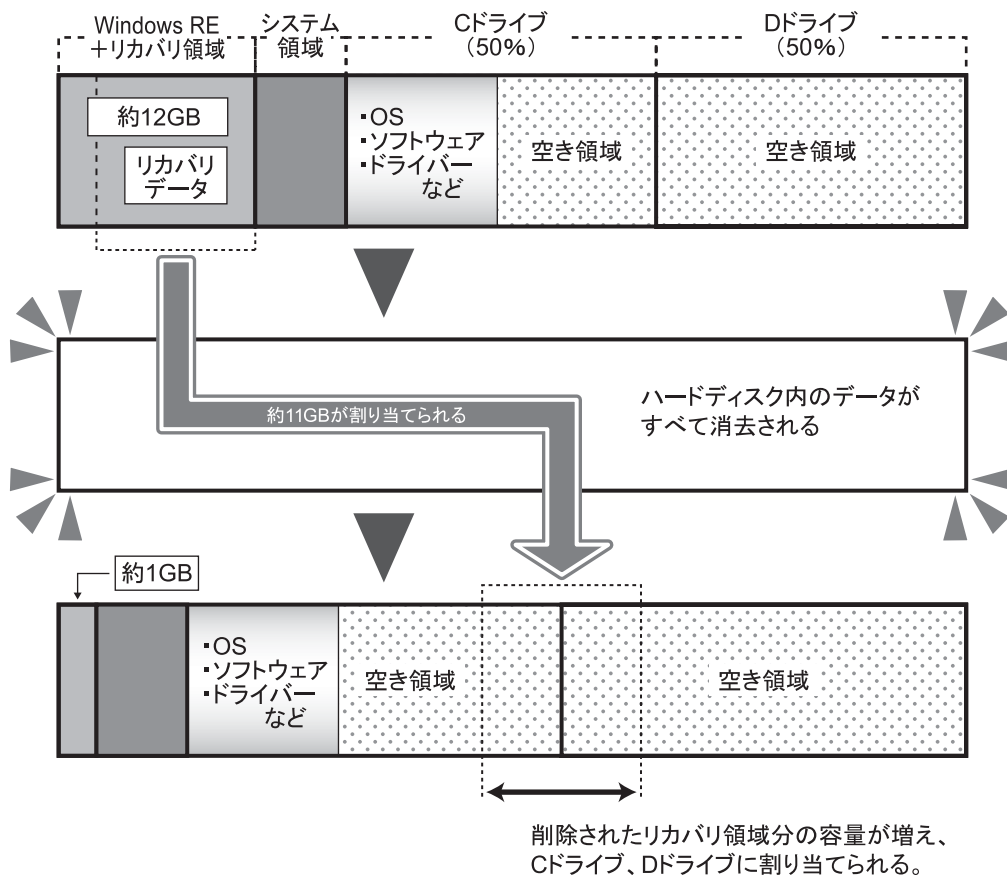 Windows RE
＋リカバリ領域
システム
領域
Cドライブ
(50%)
Dドライブ
(50%)
約12GB
リカバリ
データ
・OS
・ソフトウェア
・ドライバー
など
空き領域
空き領域
約11GBが割り当てられる
ハードディスク内のデータが
すべて消去される
約1GB
・OS
・ソフトウェア
・ドライバー
など
空き領域
空き領域
削除されたリカバリ領域分の容量が増え、
Cドライブ、Dドライブに割り当てられる。